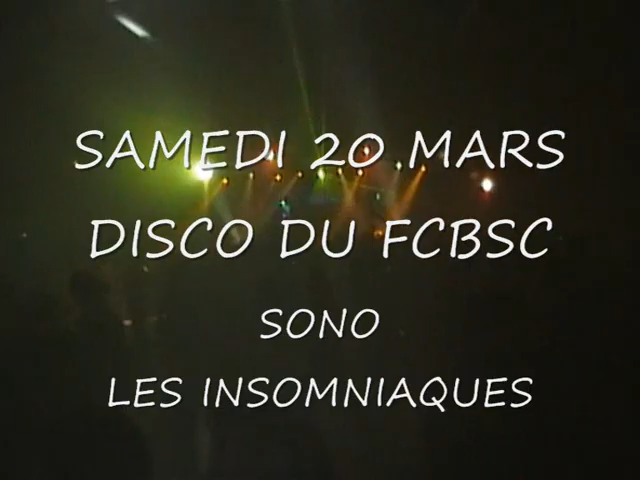 SAMEDI 20 MARS
DISCO DU FCBSC
SONO
LES INSOMNIAQUES